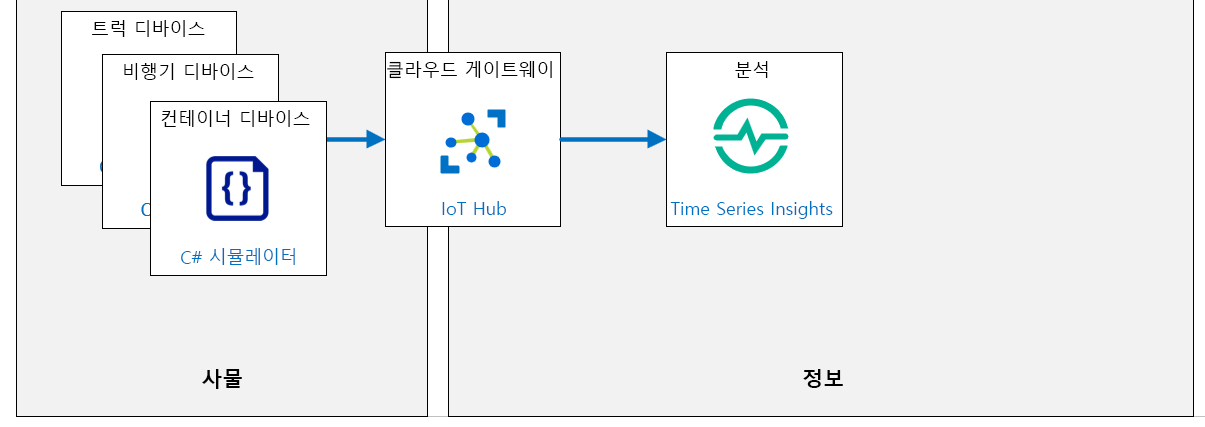 트럭 디바이스
비행기 디바이스
컨테이너 디바이스
C# 시뮬레이터
클라우드 게이트웨이
IoT Hub
분석
Time Series Insights
사물
정보